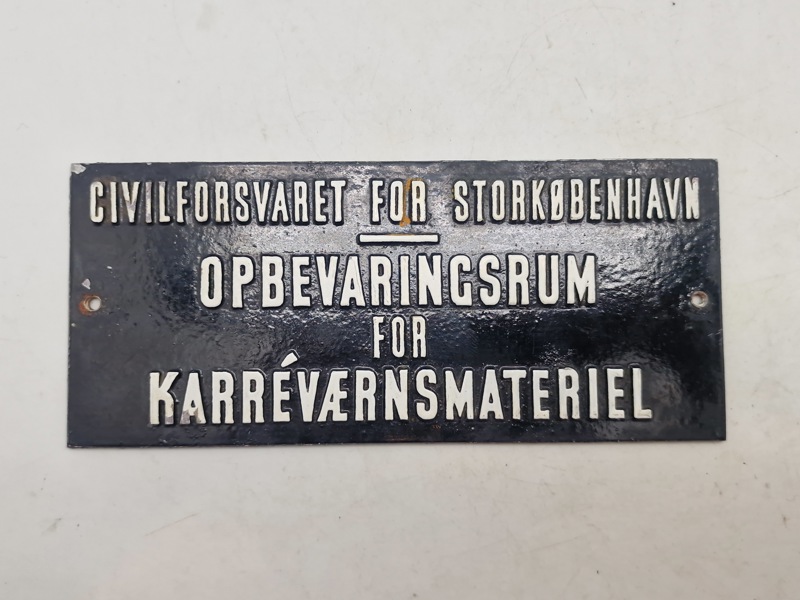 CIVILFORSVARET FOR STORKØBENHAVN
OPBEVARINGSRUM
FOR
KARRÉVÆRNSMATERIEL